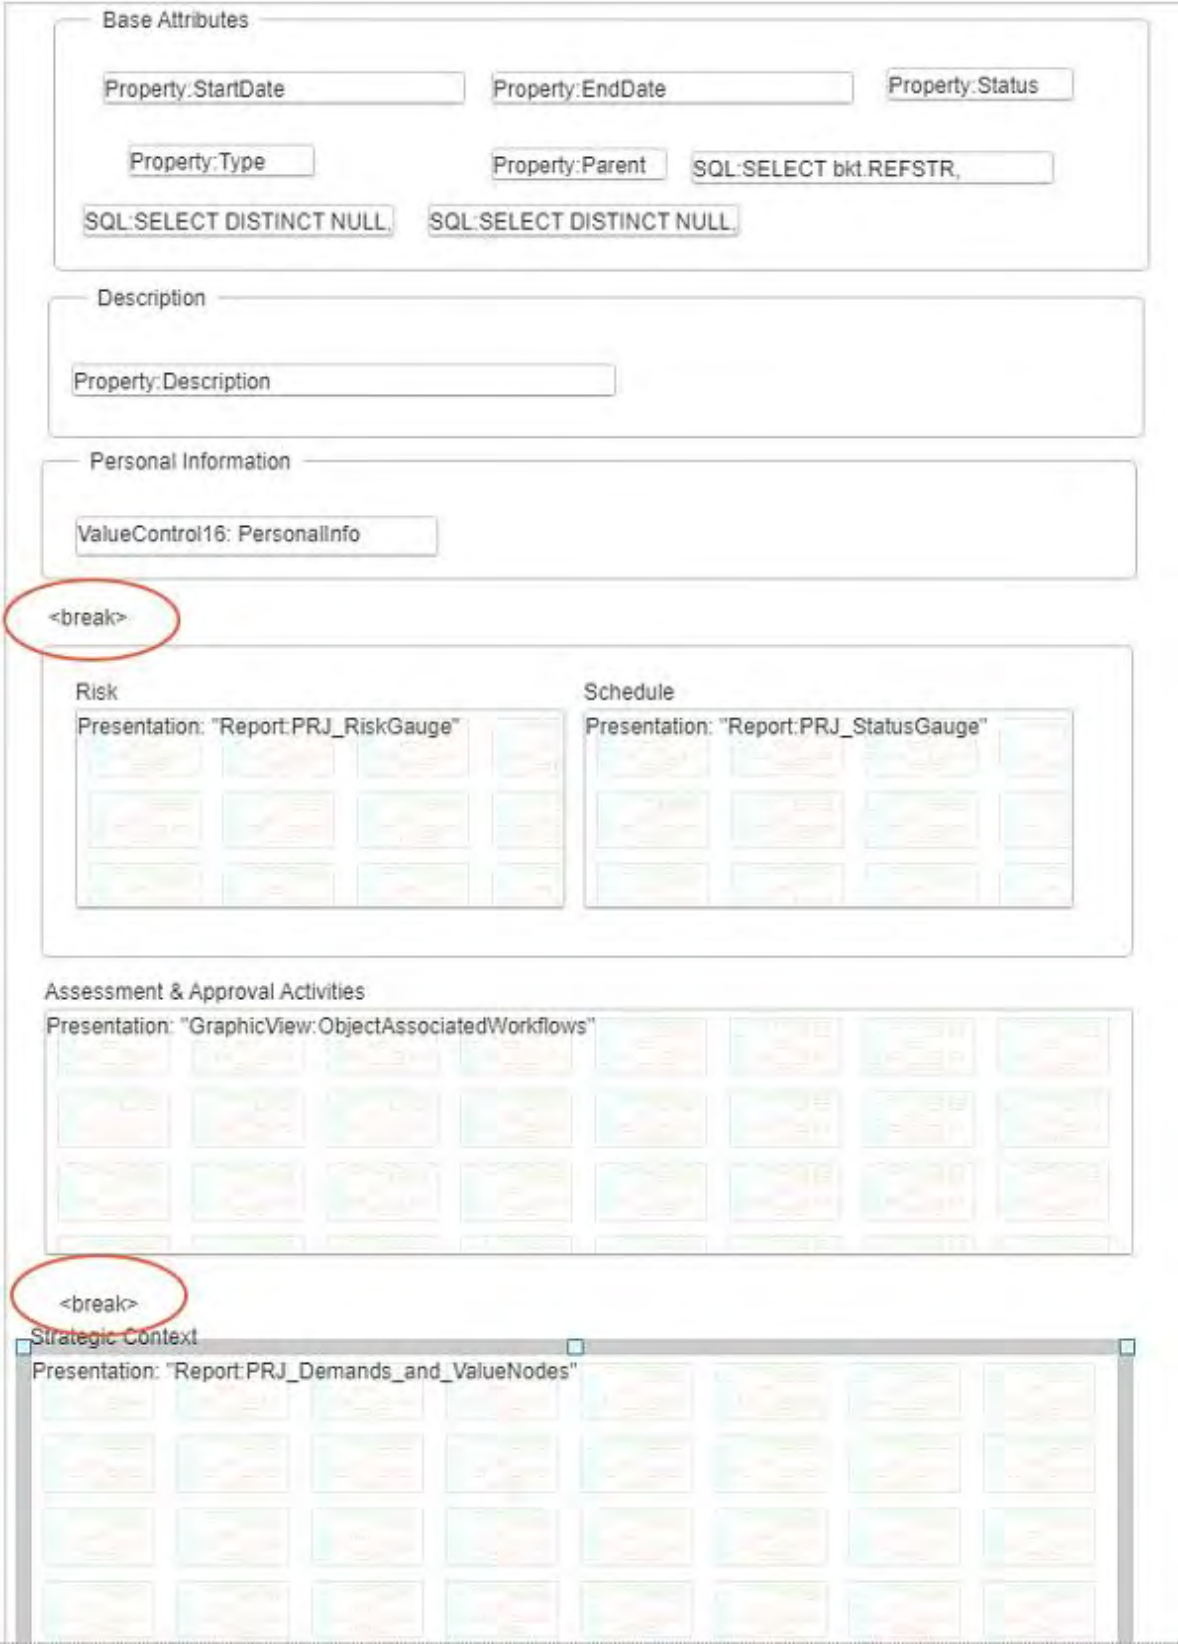 Base Attributes
Property:StartDate
Property:EndDate
Property:Status
Property:Type
Property:Parent
SQL:SELECT bkt.REFSTR,
SQL:SELECT DISTINCT NULL,
SQL:SELECT DISTINCT NULL,
Description
Property:Description
Personal Information
ValueControl16: PersonalInfo
<break>
Risk
Schedule
Presentation: "Report:PRJ_RiskGauge"
Presentation: "Report:PRJ_StatusGauge"
Assessment & Approval Activities
Presentation: "GraphicView:ObjectAssociatedWorkflows"
<break>
Strategic Context
Presentation: "Report:PRJ_Demands_and_ValueNodes"